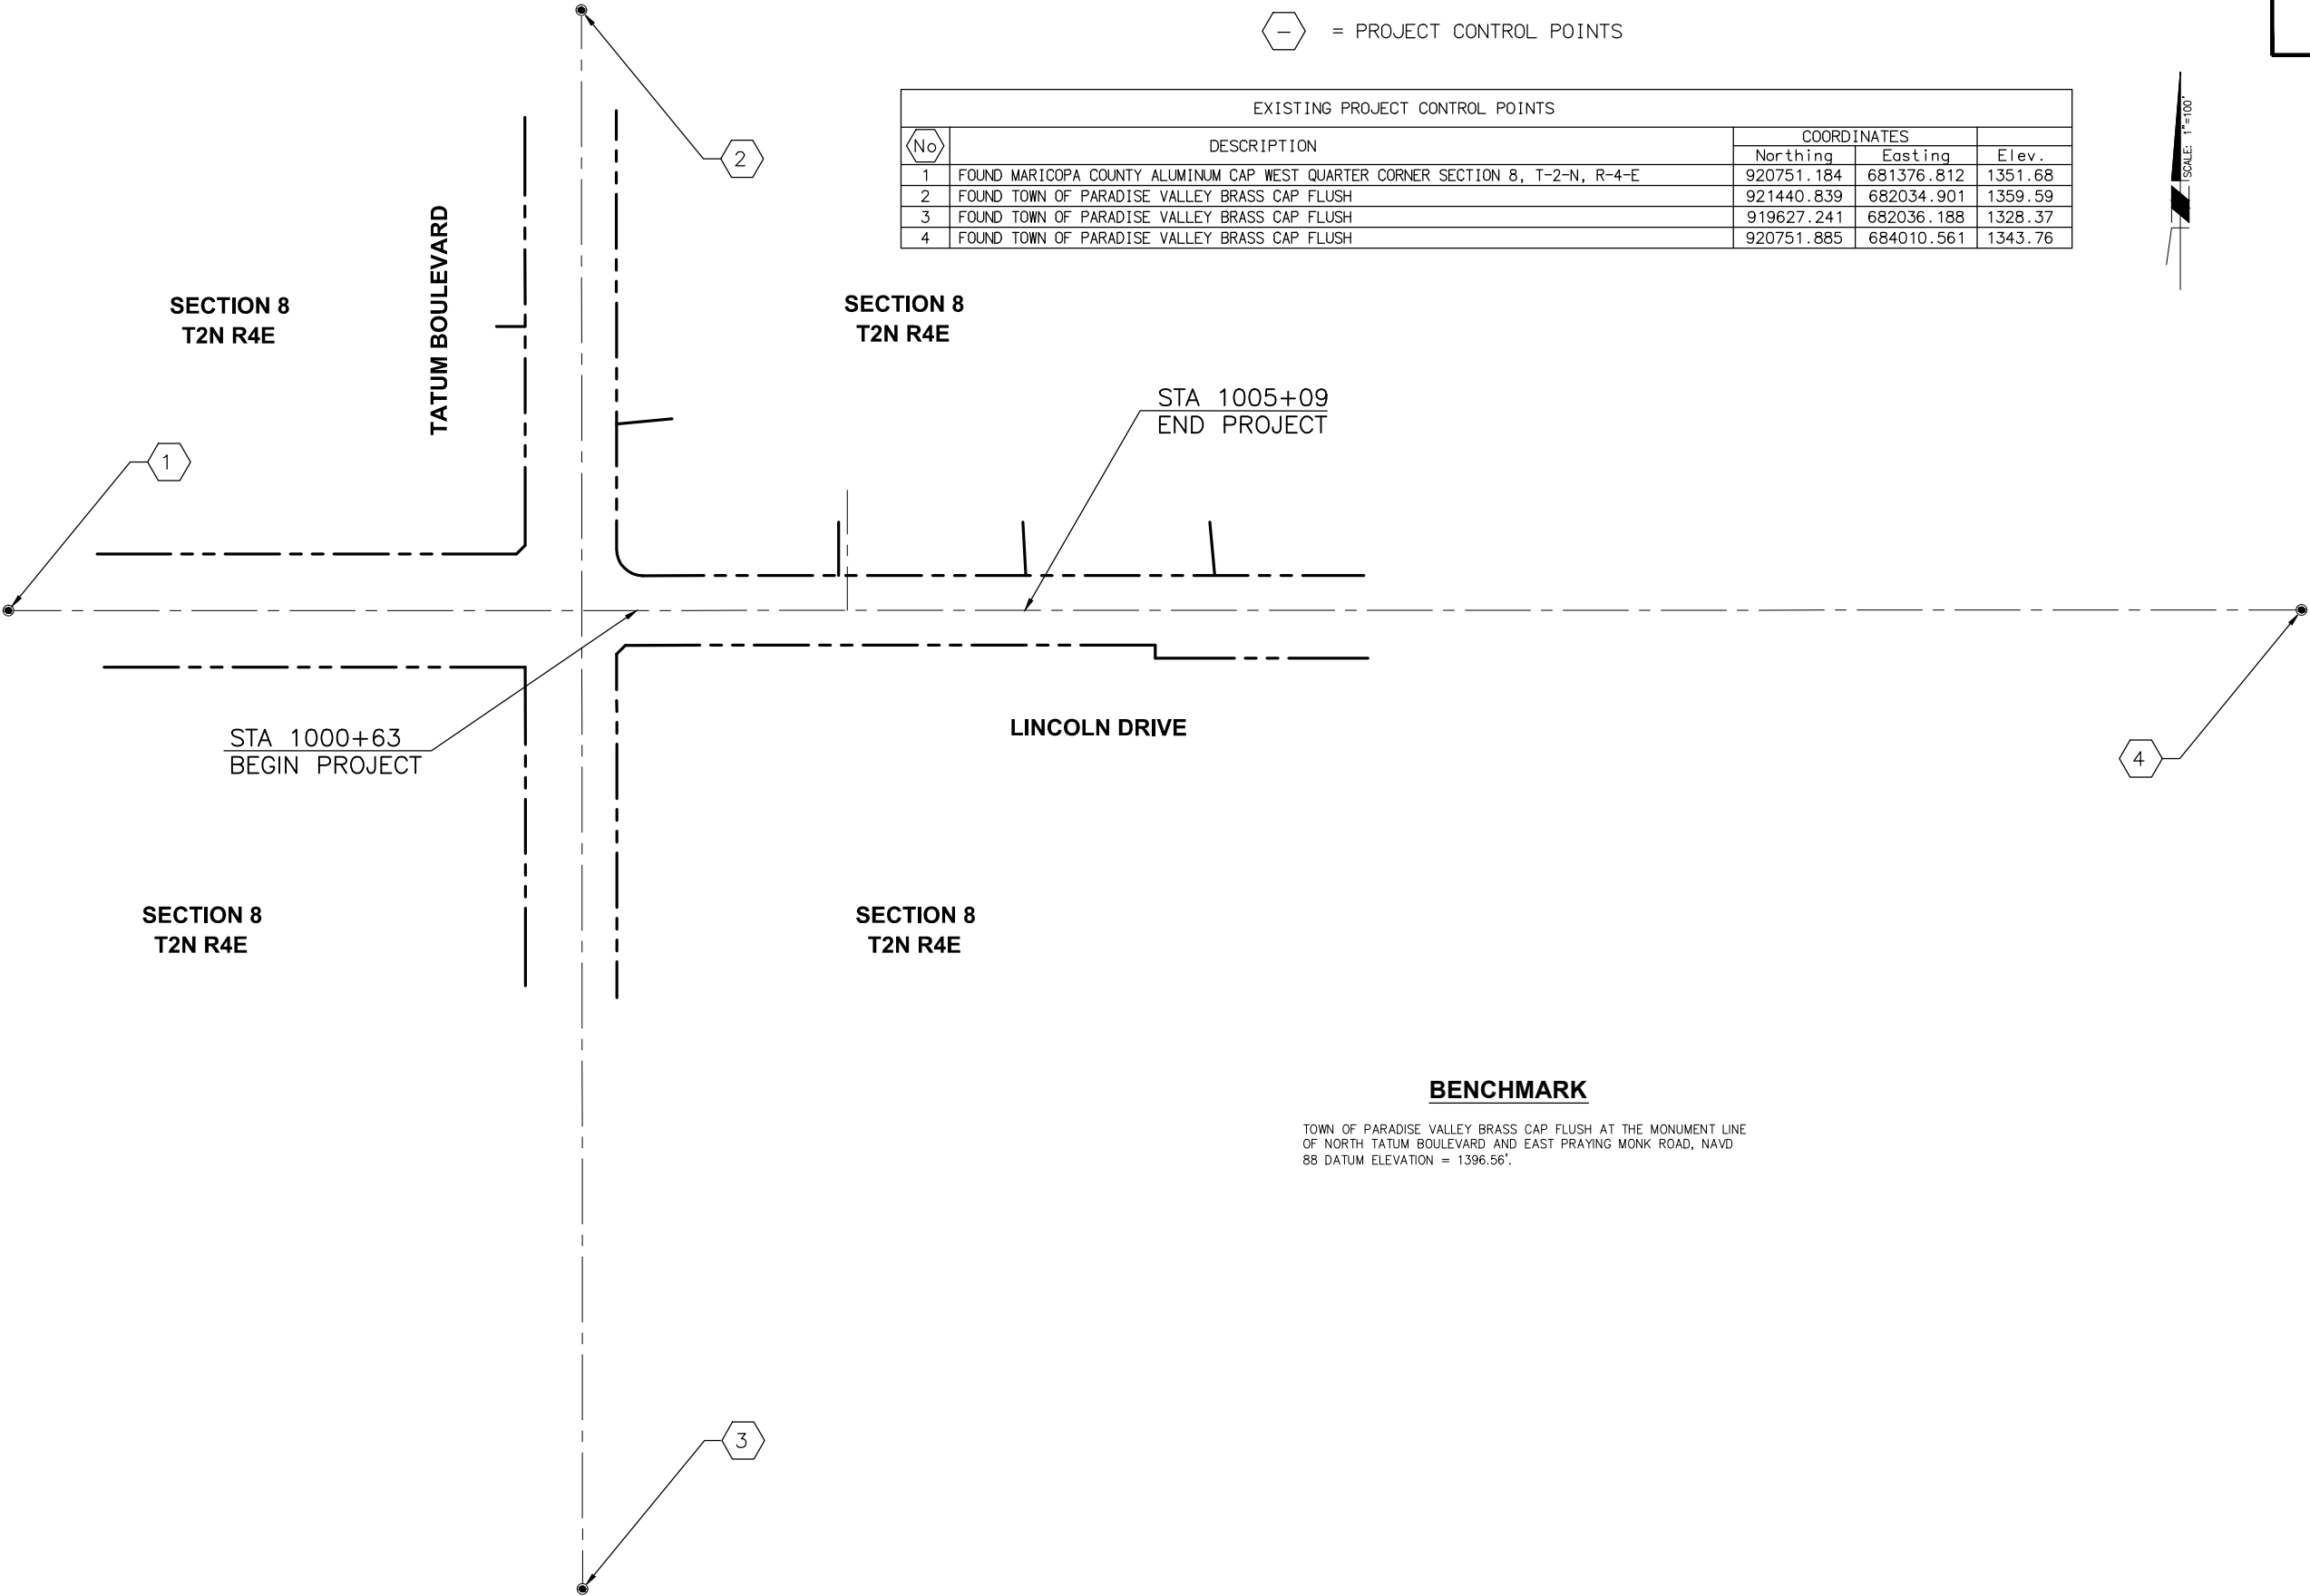 – = PROJECT CONTROL POINTS
EXISTING PROJECT CONTROL POINTS
No DESCRIPTION COORDINATES
Northing Easting Elev.
1 FOUND MARICOPA COUNTY ALUMINUM CAP WEST QUARTER CORNER SECTION 8, T-2-N, R-4-E 920751.184 681376.812 1351.68
2 FOUND TOWN OF PARADISE VALLEY BRASS CAP FLUSH 921440.839 682034.901 1359.59
3 FOUND TOWN OF PARADISE VALLEY BRASS CAP FLUSH 919627.241 682036.188 1328.37
4 FOUND TOWN OF PARADISE VALLEY BRASS CAP FLUSH 920751.885 684010.561 1343.76
SCALE: 1"=100'
2
TATUM BOULEVARD
SECTION 8
T2N R4E
SECTION 8
T2N R4E
STA 1005+09
END PROJECT
1
STA 1000+63
BEGIN PROJECT
LINCOLN DRIVE
4
SECTION 8
T2N R4E
SECTION 8
T2N R4E
BENCHMARK
TOWN OF PARADISE VALLEY BRASS CAP FLUSH AT THE MONUMENT LINE
OF NORTH TATUM BOULEVARD AND EAST PRAYING MONK ROAD, NAVD
88 DATUM ELEVATION = 1396.56'.
3